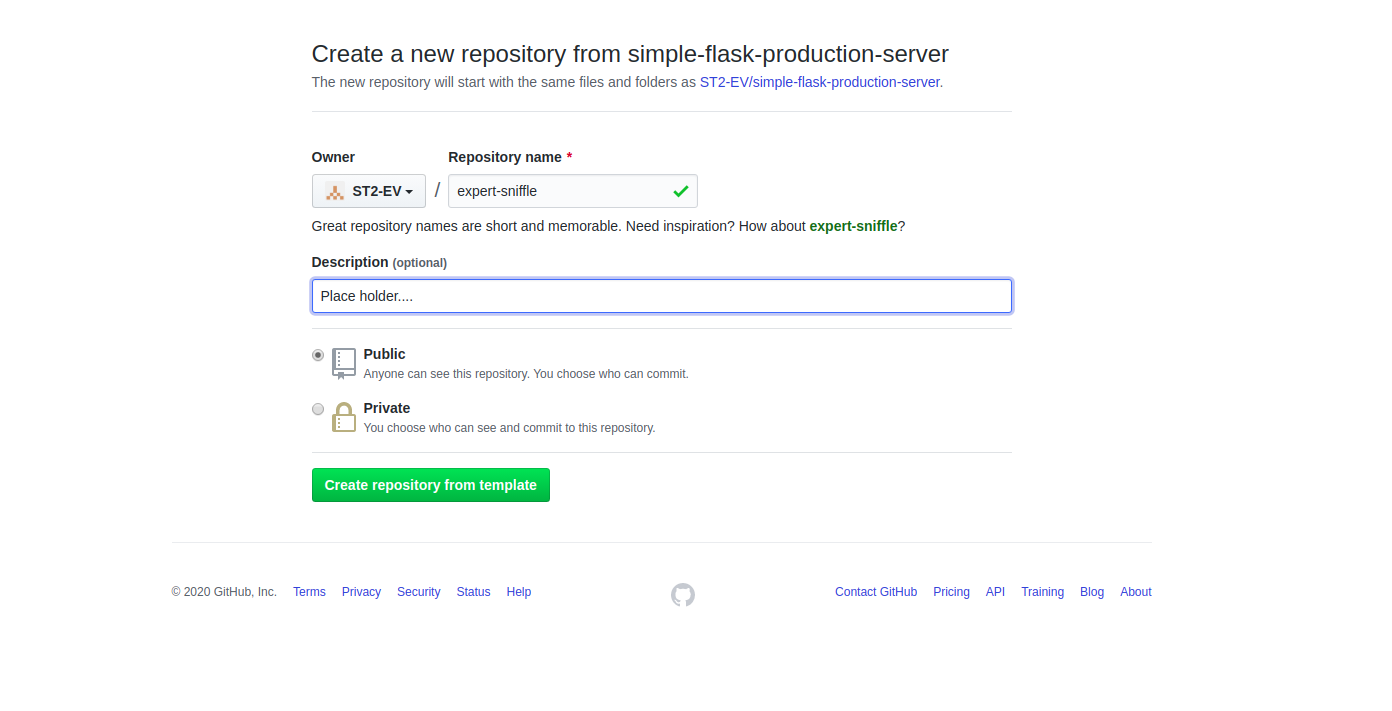 Create a new repository from simple-flask-production-server
The new repository will start with the same files and folders as ST2-EV/simple-flask-production-server.
Owner Repository name *
ST2-EV / expert-sniffle
Great repository names are short and memorable. Need inspiration? How about expert-sniffle?
Description (optional)
Place holder....
Public
Anyone can see this repository. You choose who can commit.
Private
You choose who can see and commit to this repository.
Create repository from template
© 2020 GitHub, Inc. Terms Privacy Security Status Help Contact GitHub Pricing API Training Blog About